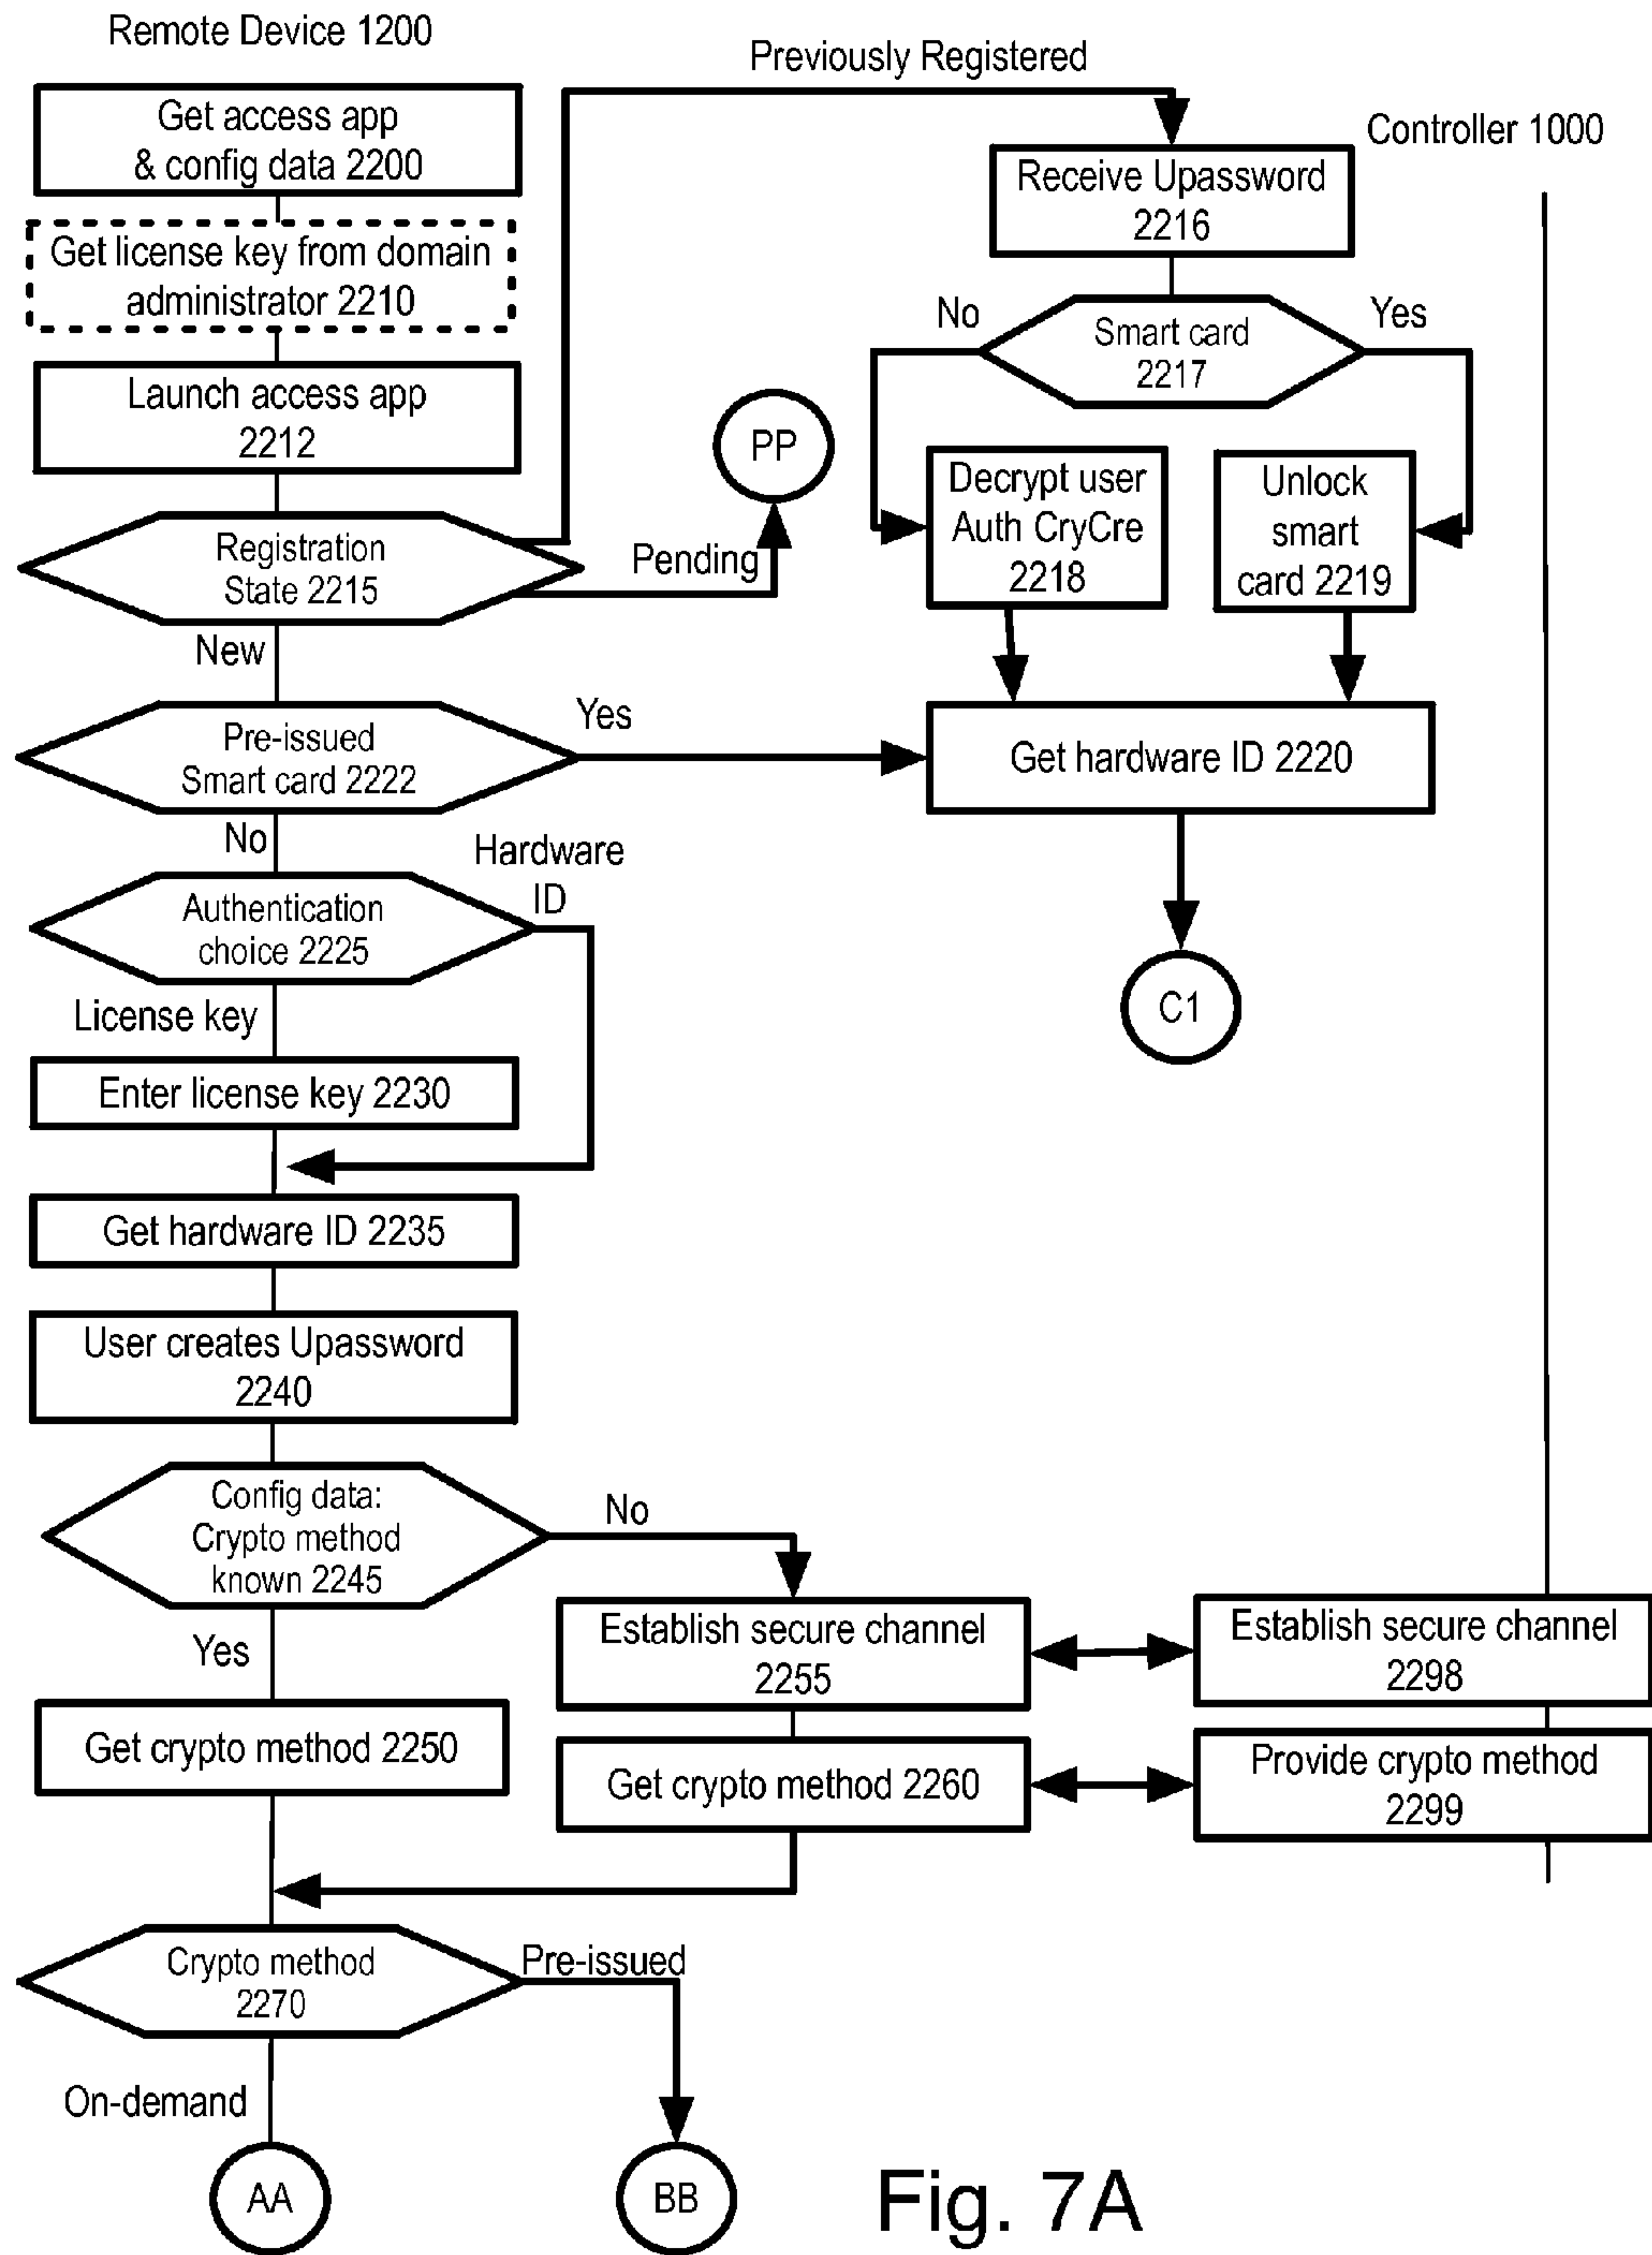 Remote Device 1200
Previously Registered
Controller 1000
Get access app
& config data 2200
Get license key from domain
administrator 2210
Launch access app
2212
Registration
State 2215
Pending
PP
New
Receive Upassword
2216
No
Smart card
2217
Yes
Decrypt user
Auth CryCre
2218
Unlock
smart
card 2219
Pre-issued
Smart card 2222
Yes
Get hardware ID 2220
C1
No
Hardware
ID
Authentication
choice 2225
License key
Enter license key 2230
Get hardware ID 2235
User creates Upassword
2240
Config data:
Crypto method
known 2245
No
Yes
Establish secure channel
2255
Establish secure channel
2298
Get crypto method 2250
Get crypto method 2260
Provide crypto method
2299
Crypto method
2270
Pre-issued
On-demand
AA
BB
Fig. 7A